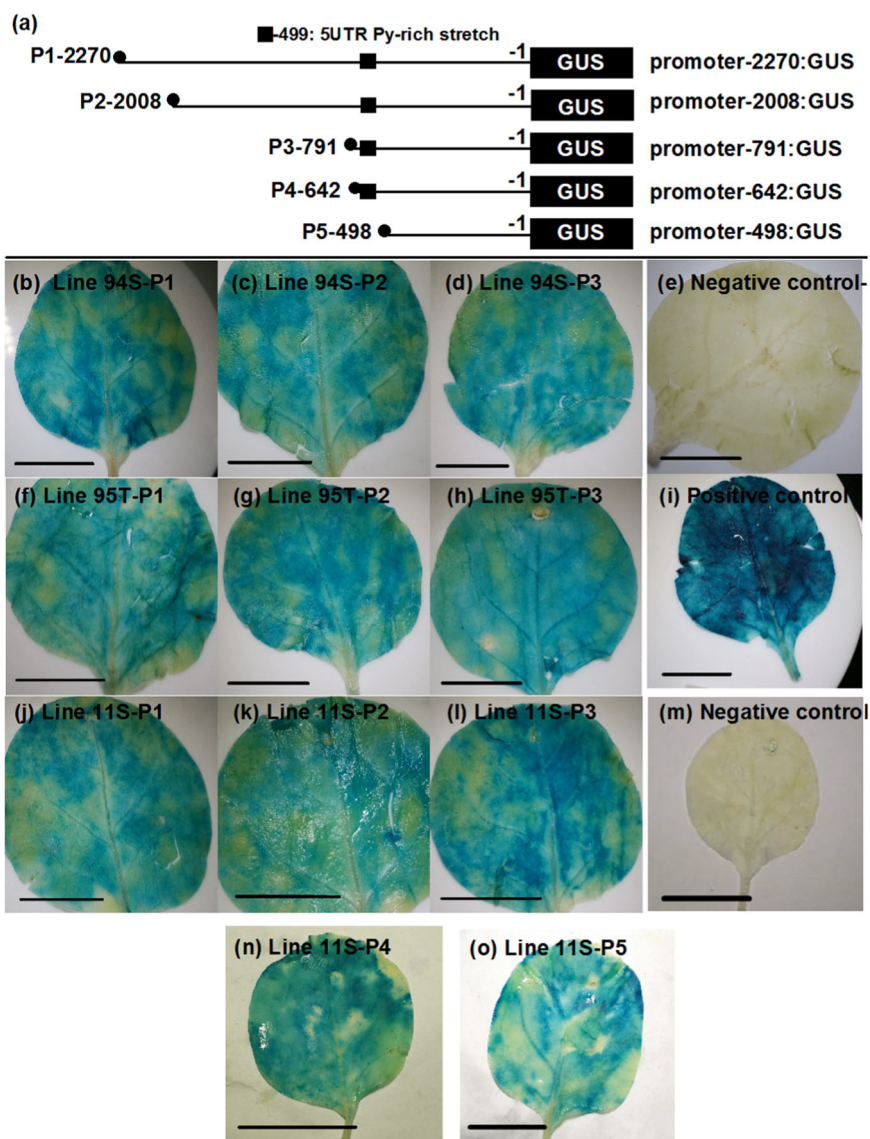 (a)
■-499: 5UTR Py-rich stretch
P1-2270 -1 GUS promoter-2270:GUS
P2-2008 -1 GUS promoter-2008:GUS
P3-791 -1 GUS promoter-791:GUS
P4-642 -1 GUS promoter-642:GUS
P5-498 -1 GUS promoter-498:GUS
(b) Line 94S-P1 (c) Line 94S-P2 (d) Line 94S-P3 (e) Negative control-
(f) Line 95T-P1 (g) Line 95T-P2 (h) Line 95T-P3 (i) Positive control-
(j) Line 11S-P1 (k) Line 11S-P2 (l) Line 11S-P3 (m) Negative control
(n) Line 11S-P4 (o) Line 11S-P5